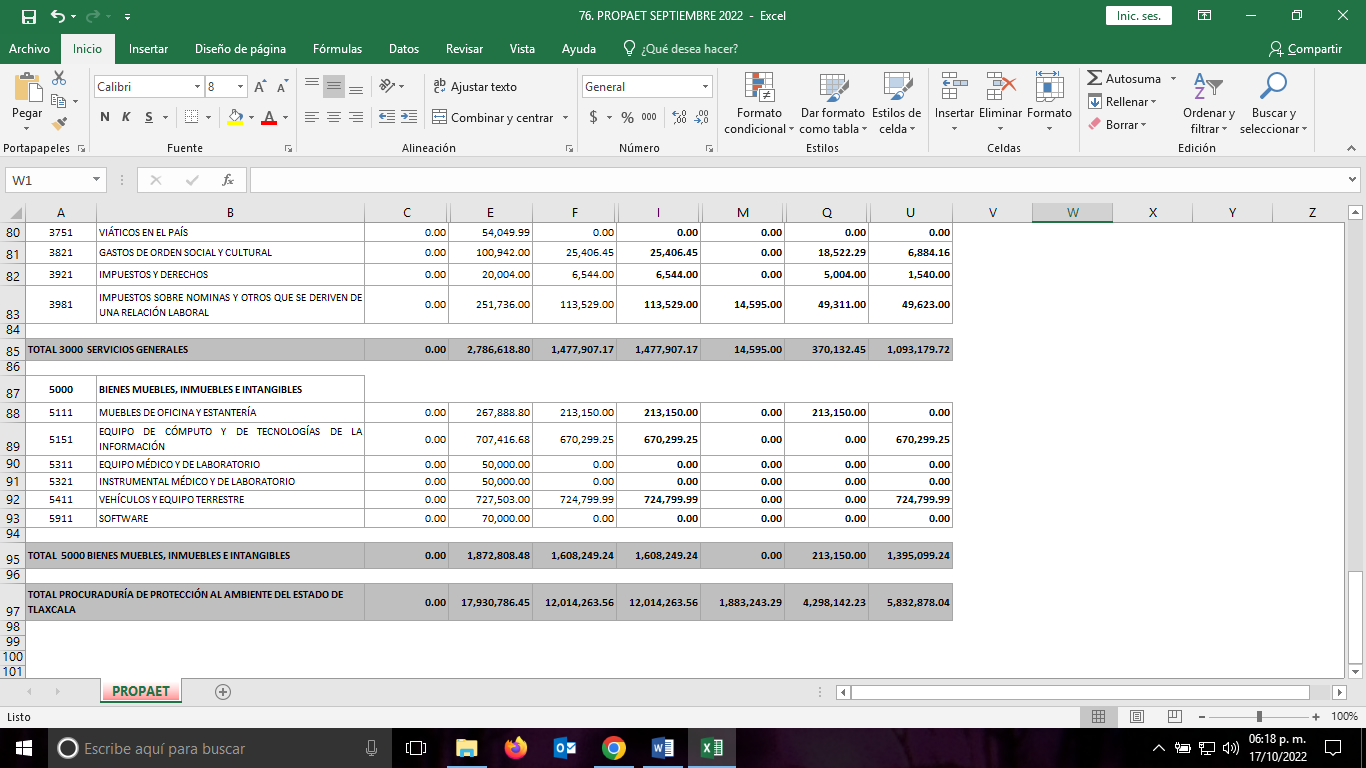 76. PROPAET SEPTIEMBRE 2022 - Excel
Inic. ses.
Archivo Inicio Insertar Diseño de página Fórmulas Datos Revisar Vista Ayuda ¿Qué desea hacer? Compartir
Pegar
Calibri 8
N K S
Ajustar texto
Combinar y centrar
General
$ % 000
Formato condicional
Dar formato como tabla
Estilos de celda
Insertar Eliminar Formato
Autosuma
Rellenar
Borrar
Ordenar y filtrar
Buscar y seleccionar
Portapapeles Fuente Alineación Número Estilos Celdas Edición
W1 fx
A B C E F I M Q U V W X Y Z
80 3751 VIÁTICOS EN EL PAÍS 0.00 54,049.99 0.00 0.00 0.00 0.00 0.00
81 3821 GASTOS DE ORDEN SOCIAL Y CULTURAL 0.00 100,942.00 25,406.45 25,406.45 0.00 18,522.29 6,884.16
82 3921 IMPUESTOS Y DERECHOS 0.00 20,004.00 6,544.00 6,544.00 0.00 5,004.00 1,540.00
83 3981 IMPUESTOS SOBRE NOMINAS Y OTROS QUE SE DERIVEN DE
UNA RELACIÓN LABORAL 0.00 251,736.00 113,529.00 113,529.00 14,595.00 49,311.00 49,623.00
84
85 TOTAL 3000 SERVICIOS GENERALES 0.00 2,786,618.80 1,477,907.17 1,477,907.17 14,595.00 370,132.45 1,093,179.72
86
87 5000 BIENES MUEBLES, INMUEBLES E INTANGIBLES
88 5111 MUEBLES DE OFICINA Y ESTANTERÍA 0.00 267,888.80 213,150.00 213,150.00 0.00 213,150.00 0.00
89 5151 EQUIPO DE CÓMPUTO Y DE TECNOLOGÍAS DE LA
INFORMACIÓN 0.00 707,416.68 670,299.25 670,299.25 0.00 0.00 670,299.25
90 5311 EQUIPO MÉDICO Y DE LABORATORIO 0.00 50,000.00 0.00 0.00 0.00 0.00 0.00
91 5321 INSTRUMENTAL MÉDICO Y DE LABORATORIO 0.00 50,000.00 0.00 0.00 0.00 0.00 0.00
92 5411 VEHÍCULOS Y EQUIPO TERRESTRE 0.00 727,503.00 724,799.99 724,799.99 0.00 0.00 724,799.99
93 5911 SOFTWARE 0.00 70,000.00 0.00 0.00 0.00 0.00 0.00
94
95 TOTAL 5000 BIENES MUEBLES, INMUEBLES E INTANGIBLES 0.00 1,872,808.48 1,608,249.24 1,608,249.24 0.00 213,150.00 1,395,099.24
96
97 TOTAL PROCURADURÍA DE PROTECCIÓN AL AMBIENTE DEL ESTADO DE
TLAXCALA 0.00 17,930,786.45 12,014,263.56 12,014,263.56 1,883,243.29 4,298,142.23 5,832,878.04
98
99
100
101
PROPAET
Listo 100%
Escribe aquí para buscar
06:18 p. m.
17/10/2022